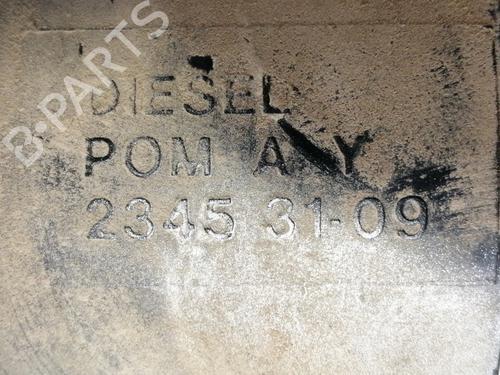 B-PARTS
DIESEL
POM A Y
2345 31-09